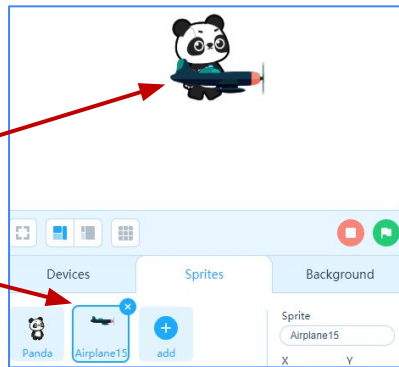 Devices Sprites Background
Sprite
Airplane15
Panda Airplane15 add
X Y